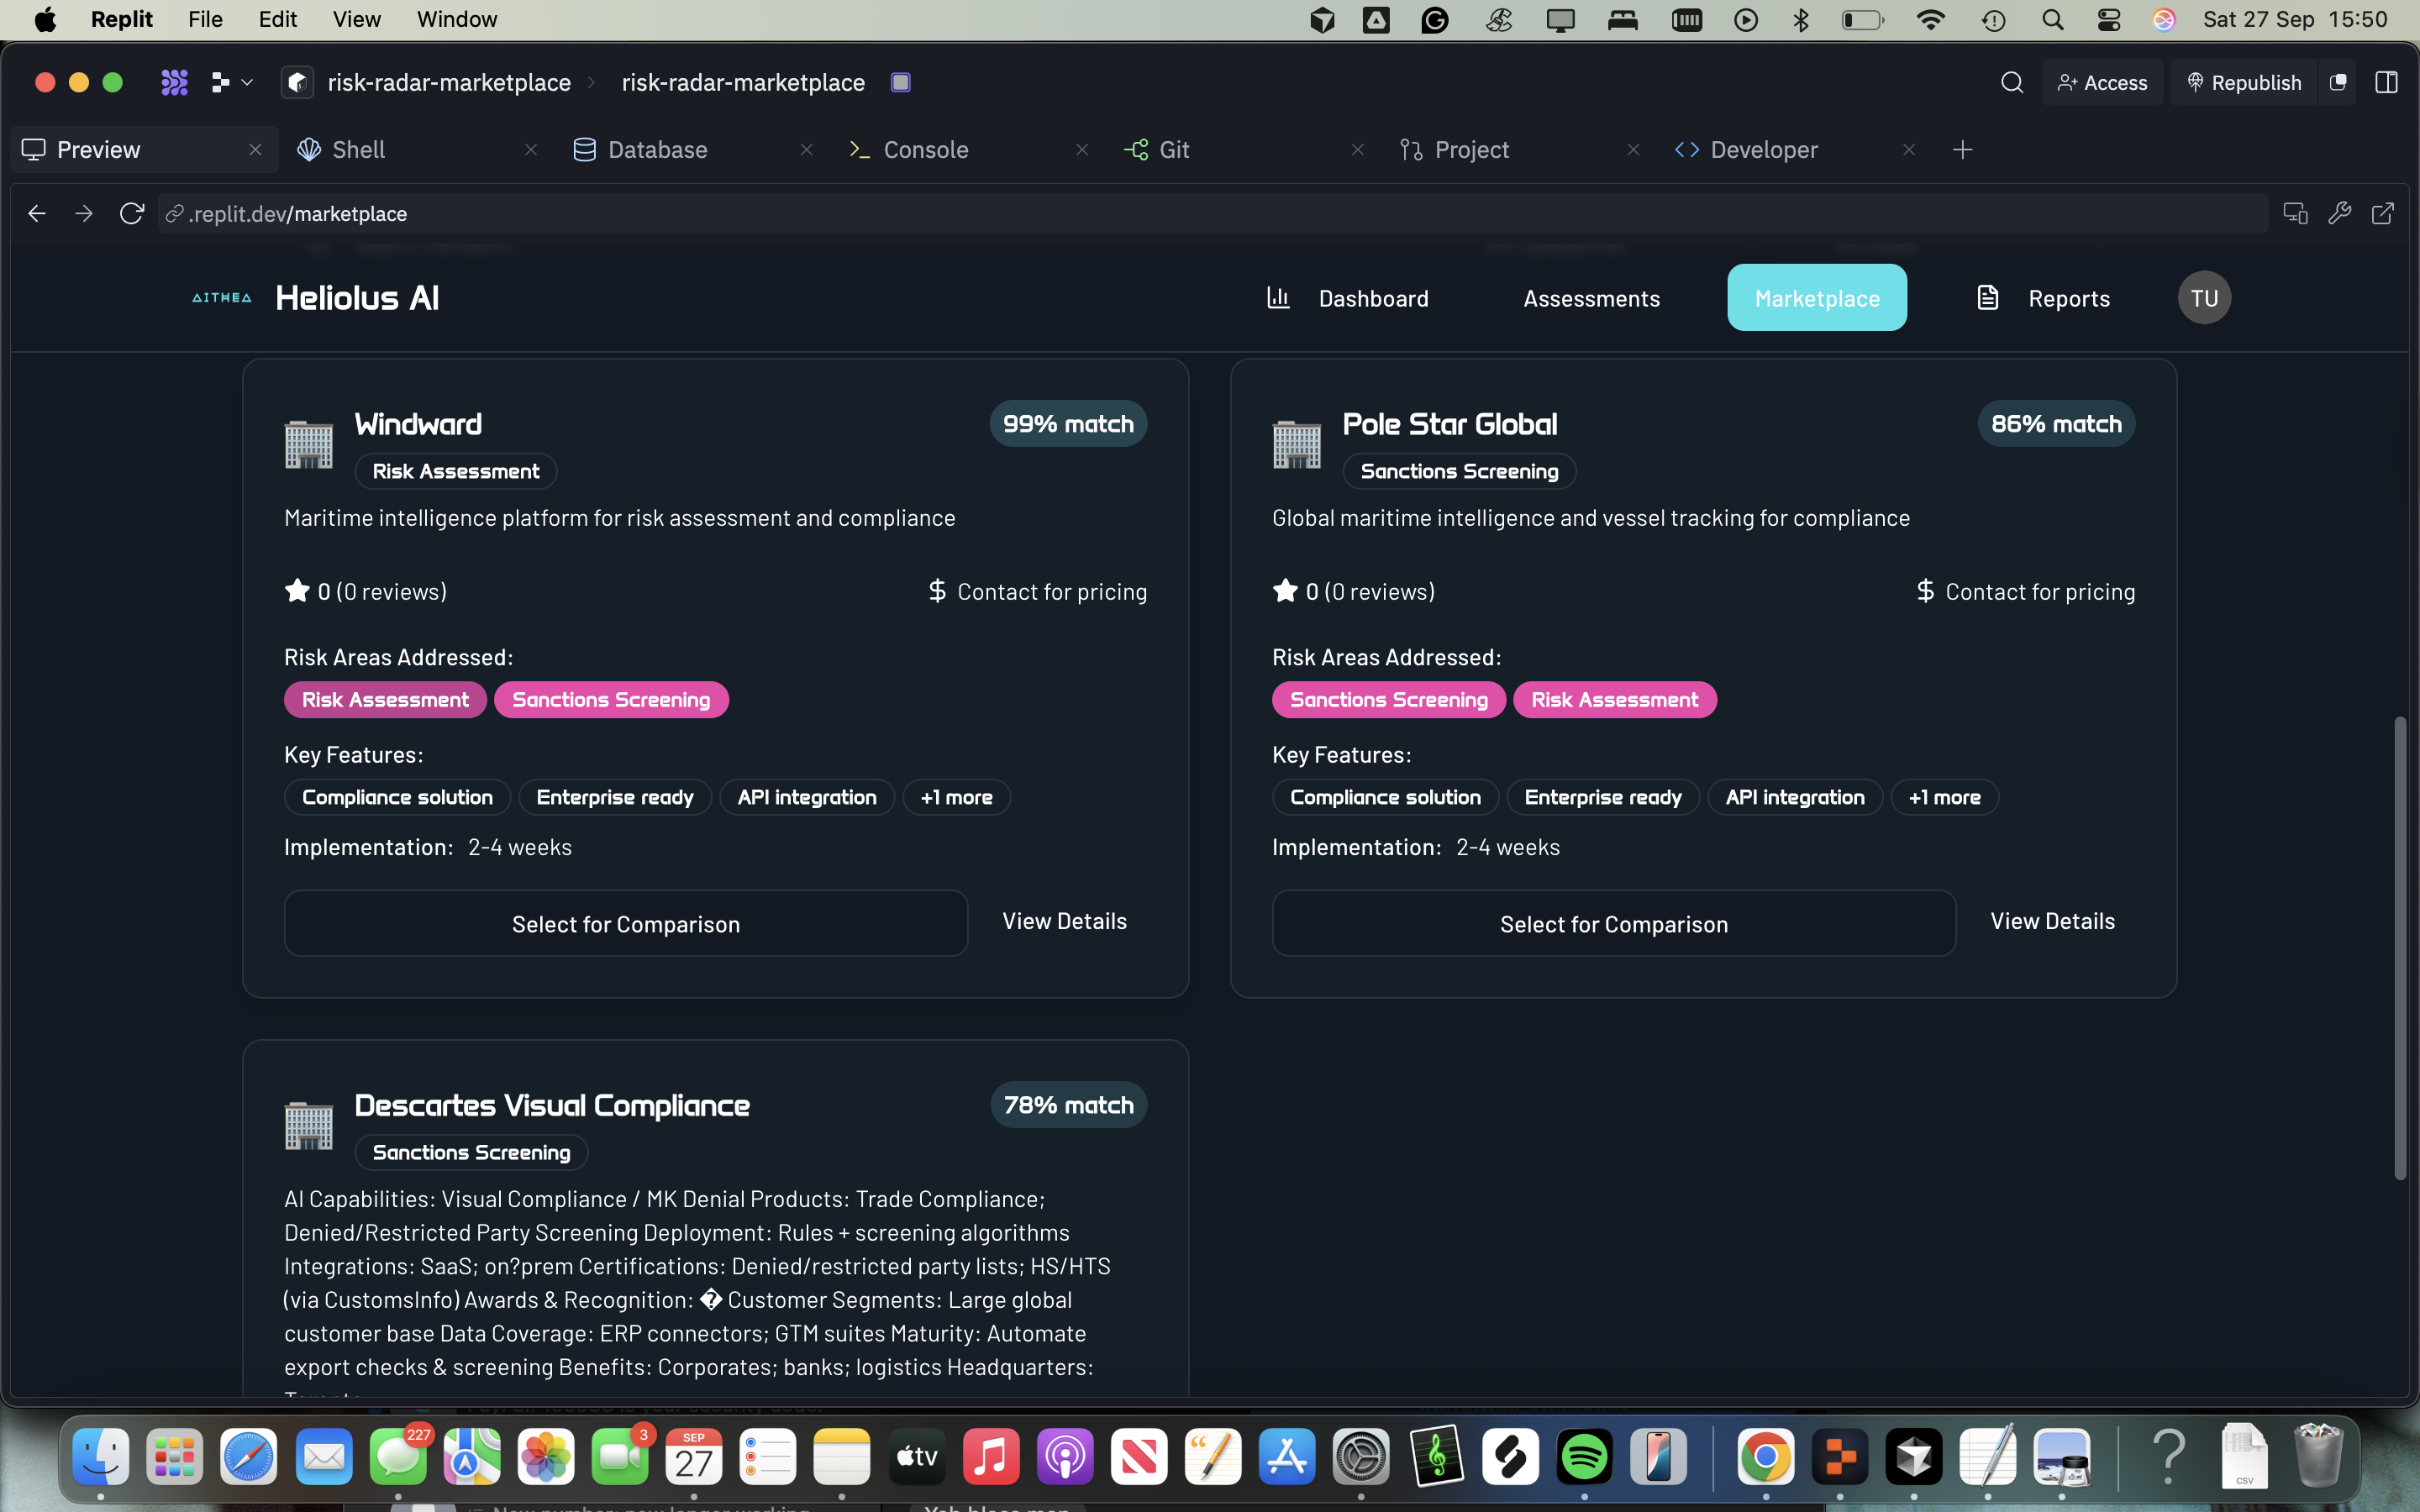 Replit File Edit View Window Sat 27 Sep 15:50
risk-radar-marketplace risk-radar-marketplace Access Republish
Preview Shell Database Console Git Project Developer
.replit.dev/marketplace
AITHEA Heliolus AI Dashboard Assessments Marketplace Reports TU
Windward 99% match
Risk Assessment
Maritime intelligence platform for risk assessment and compliance
0 (0 reviews) $ Contact for pricing
Risk Areas Addressed:
Risk Assessment Sanctions Screening
Key Features:
Compliance solution Enterprise ready API integration +1 more
Implementation: 2-4 weeks
Select for Comparison View Details
Pole Star Global 86% match
Sanctions Screening
Global maritime intelligence and vessel tracking for compliance
0 (0 reviews) $ Contact for pricing
Risk Areas Addressed:
Sanctions Screening Risk Assessment
Key Features:
Compliance solution Enterprise ready API integration +1 more
Implementation: 2-4 weeks
Select for Comparison View Details
Descartes Visual Compliance 78% match
Sanctions Screening
AI Capabilities: Visual Compliance / MK Denial Products: Trade Compliance;
Denied/Restricted Party Screening Deployment: Rules + screening algorithms
Integrations: SaaS; on?prem Certifications: Denied/restricted party lists; HS/HTS
(via CustomsInfo) Awards & Recognition: � Customer Segments: Large global
customer base Data Coverage: ERP connectors; GTM suites Maturity: Automate
export checks & screening Benefits: Corporates; banks; logistics Headquarters:
227 3 SEP 27 tv CSV